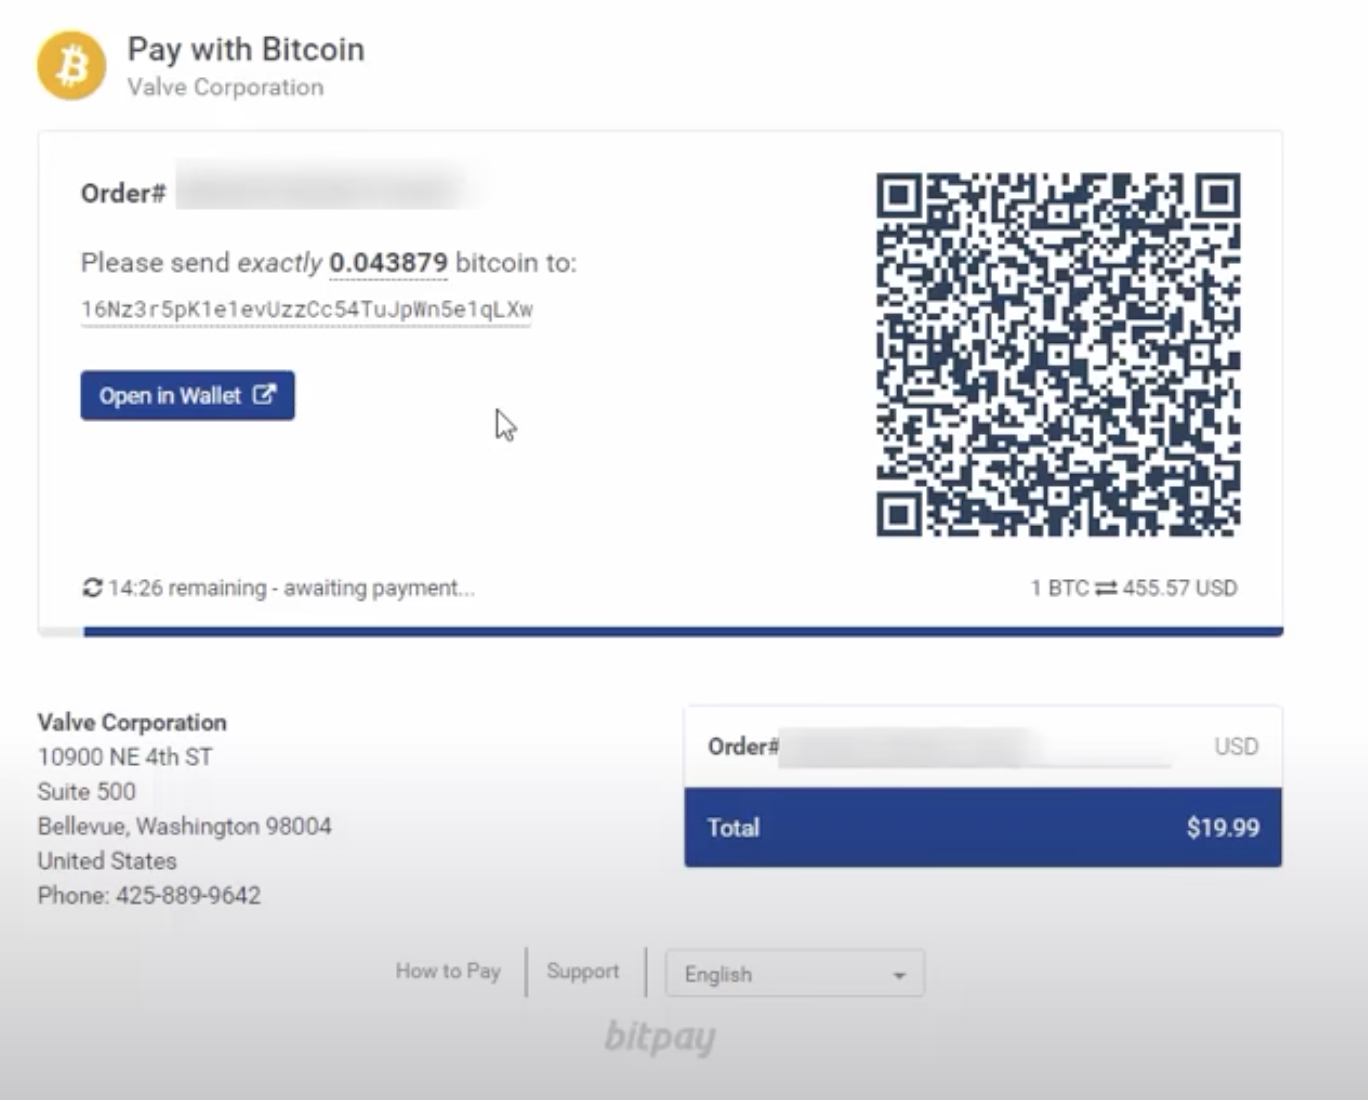 Pay with Bitcoin
Valve Corporation
Order#
Please send exactly 0.043879 bitcoin to:
16Nz3r5pK1e1evUzzCc54TuJpWn5e1qLXw
Open in Wallet
14:26 remaining - awaiting payment...
1 BTC ⇄ 455.57 USD
Valve Corporation
10900 NE 4th ST
Suite 500
Bellevue, Washington 98004
United States
Phone: 425-889-9642
Order# USD
Total $19.99
How to Pay Support English
bitpay